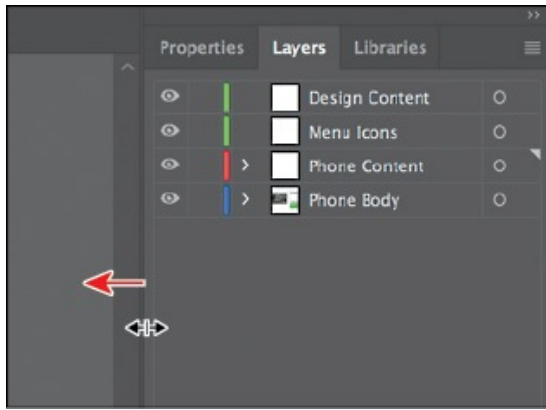 Properties Layers Libraries
Design Content
Menu Icons
Phone Content
Phone Body